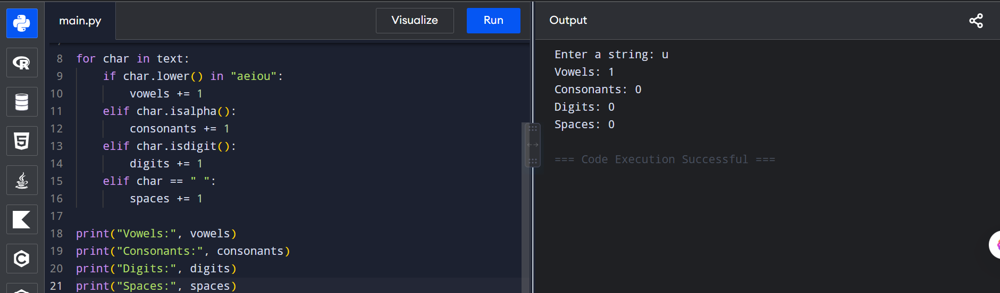 main.py
Visualize
Run
8 for char in text:
9     if char.lower() in "aeiou":
10         vowels += 1
11     elif char.isalpha():
12         consonants += 1
13     elif char.isdigit():
14         digits += 1
15     elif char == " ":
16         spaces += 1
17
18 print("Vowels:", vowels)
19 print("Consonants:", consonants)
20 print("Digits:", digits)
21 print("Spaces:", spaces)
Output
Enter a string: u
Vowels: 1
Consonants: 0
Digits: 0
Spaces: 0
=== Code Execution Successful ===